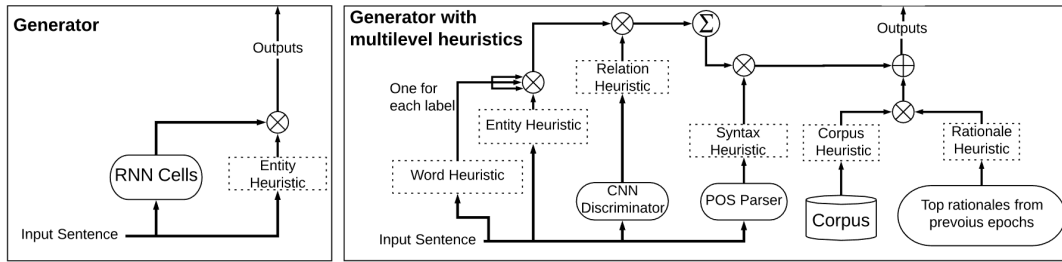 Generator
Outputs
RNN Cells
Entity
Heuristic
Input Sentence
Generator with
multilevel heuristics
Σ
Outputs
One for
each label
Relation
Heuristic
Entity Heuristic
Word Heuristic
Syntax
Heuristic
Corpus
Heuristic
Rationale
Heuristic
CNN
Discriminator
POS Parser
Corpus
Top rationales from
prevoius epochs
Input Sentence